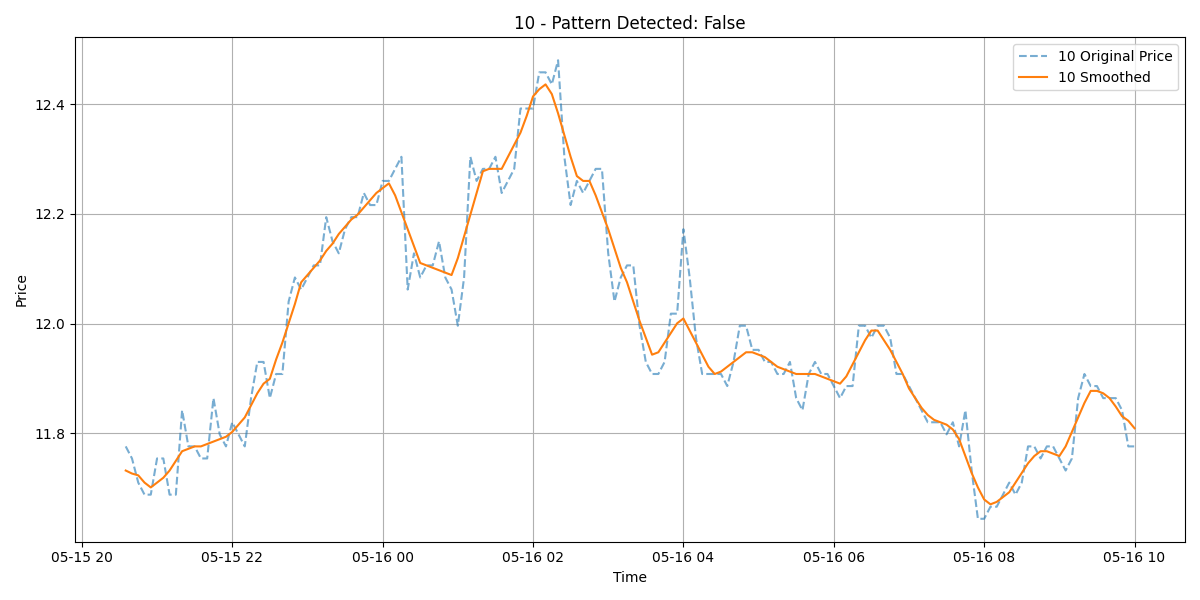 10 - Pattern Detected: False
10 Original Price
10 Smoothed
Price
12.4
12.2
12.0
11.8
05-15 20 05-15 22 05-16 00 05-16 02 05-16 04 05-16 06 05-16 08 05-16 10
Time